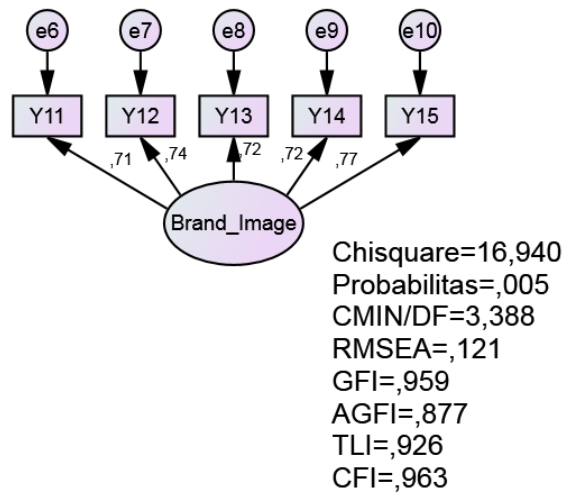 e6 e7 e8 e9 e10
Y11 Y12 Y13 Y14 Y15
,71 ,74 ,72 ,72 ,77
Brand_Image
Chisquare=16,940
Probabilitas=,005
CMIN/DF=3,388
RMSEA=,121
GFI=,959
AGFI=,877
TLI=,926
CFI=,963